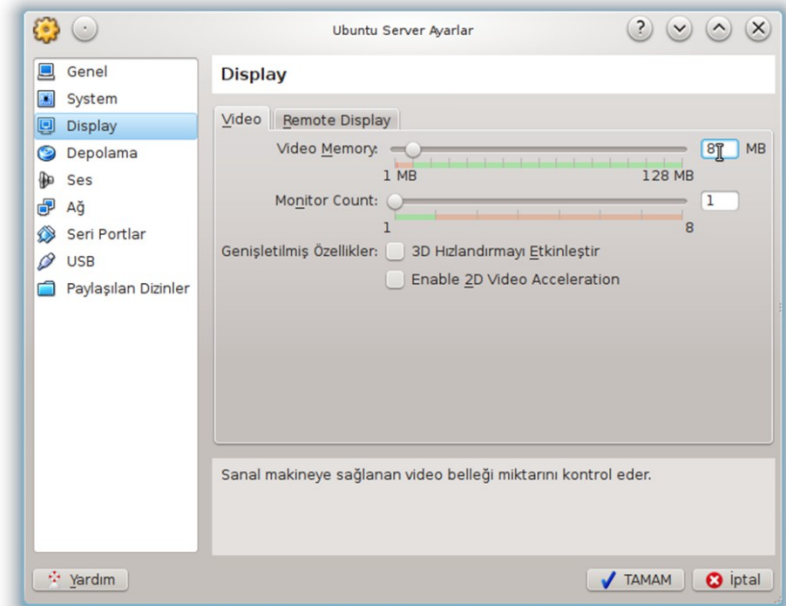 Ubuntu Server Ayarlar
Genel
System
Display
Depolama
Ses
Ağ
Seri Portlar
USB
Paylaşılan Dizinler
Display
Video
Remote Display
Video Memory:
8
MB
1 MB
128 MB
Monitor Count:
1
1
8
Genişletilmiş Özellikler:
3D Hızlandırmayı Etkinleştir
Enable 2D Video Acceleration
Sanal makineye sağlanan video belleği miktarını kontrol eder.
Yardım
TAMAM
İptal